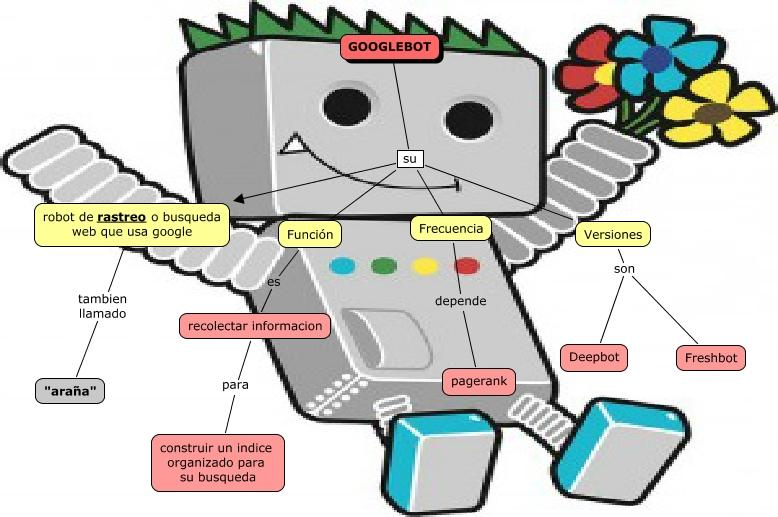 GOOGLEBOT
su
robot de rastreo o busqueda
web que usa google
Función
Frecuencia
Versiones
es
son
tambien
llamado
depende
recolectar informacion
Deepbot
Freshbot
pagerank
para
"araña"
construir un indice
organizado para
su busqueda